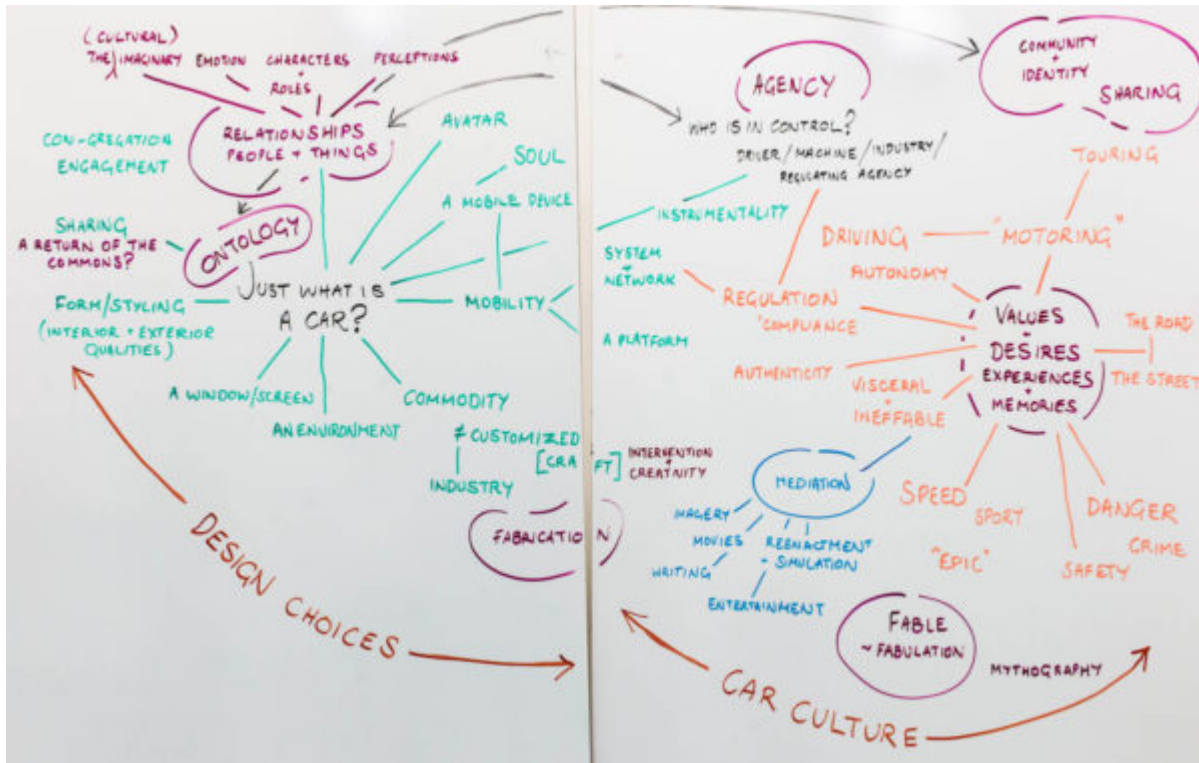 (CULTURAL)
THE IMAGINARY
EMOTION
CHARACTERS
+
ROLES
PERCEPTIONS
RELATIONSHIPS
PEOPLE + THINGS
CON-GREGATION
ENGAGEMENT
AVATAR
SOUL
A MOBILE DEVICE
SHARING
A RETURN OF THE
COMMONS?
ONTOLOGY
JUST WHAT IS
A CAR?
FORM/STYLING
(INTERIOR + EXTERIOR
QUALITIES)
MOBILITY
A WINDOW/SCREEN
AN ENVIRONMENT
COMMODITY
≠ CUSTOMIZED
[CRAFT]
INTERVENTION
+
CREATIVITY
INDUSTRY
FABRICATION
DESIGN CHOICES
AGENCY
WHO IS IN CONTROL?
DRIVER/MACHINE/INDUSTRY/
REGULATING AGENCY
COMMUNITY
+
IDENTITY
SHARING
TOURING
INSTRUMENTALITY
DRIVING
"MOTORING"
SYSTEM
+
NETWORK
AUTONOMY
REGULATION
"COMPLIANCE
A PLATFORM
VALUES
+
DESIRES
EXPERIENCES
+
MEMORIES
THE ROAD
THE STREET
AUTHENTICITY
VISCERAL
+
INEFFABLE
MEDIATION
IMAGERY
MOVIES
WRITING
REENACTMENT
+ SIMULATION
ENTERTAINMENT
SPEED
SPORT
"EPIC"
DANGER
CRIME
SAFETY
FABLE
~ FABULATION
MYTHOGRAPHY
CAR CULTURE